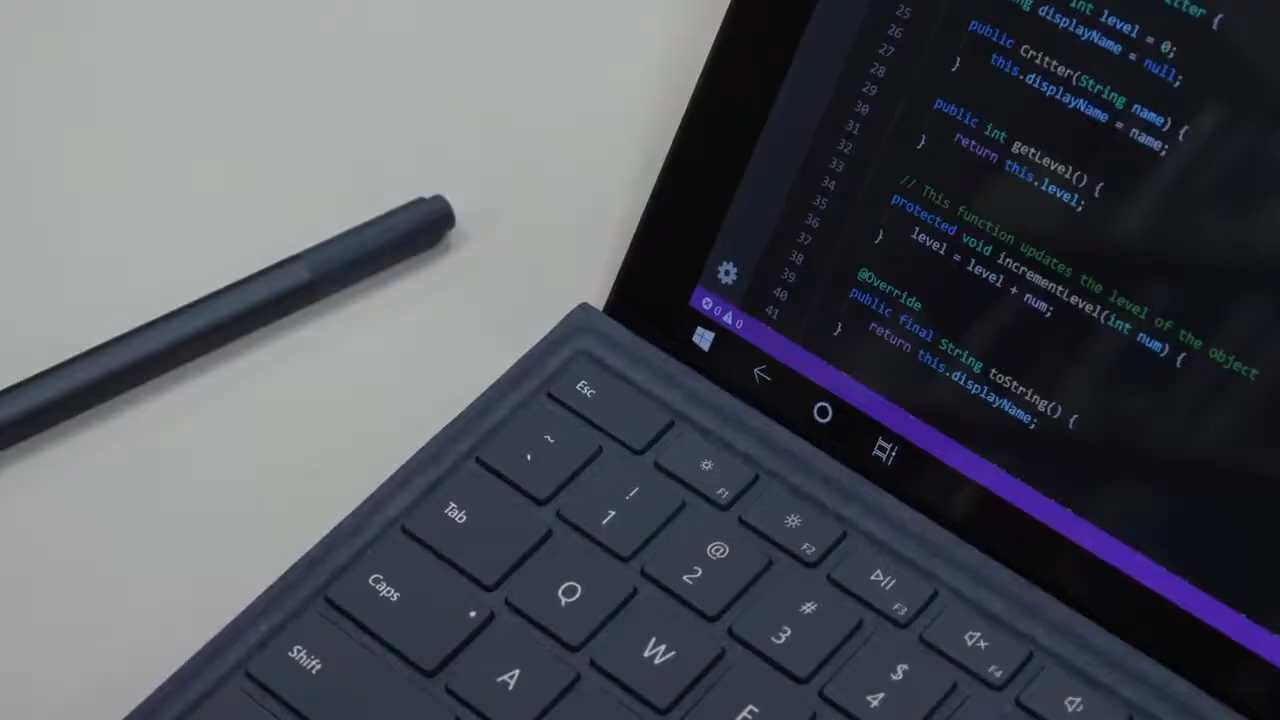 25
26
27
28
29
30
31
32
33
34
35
36
37
38
39
40
41
int level = 0;
displayName = null;
public Critter(String name) {
this.displayName = name;
}
public int getLevel() {
return this.level;
}
// This function updates the level of the object
protected void incrementLevel(int num) {
level = level + num;
}
@Override
public final String toString() {
return this.displayName;
}
0 0
Esc
~
`
! 1
@ 2
# 3
$ 4
F1
F2
F3
F4
Tab
Q
W
E
Caps
A
Shift